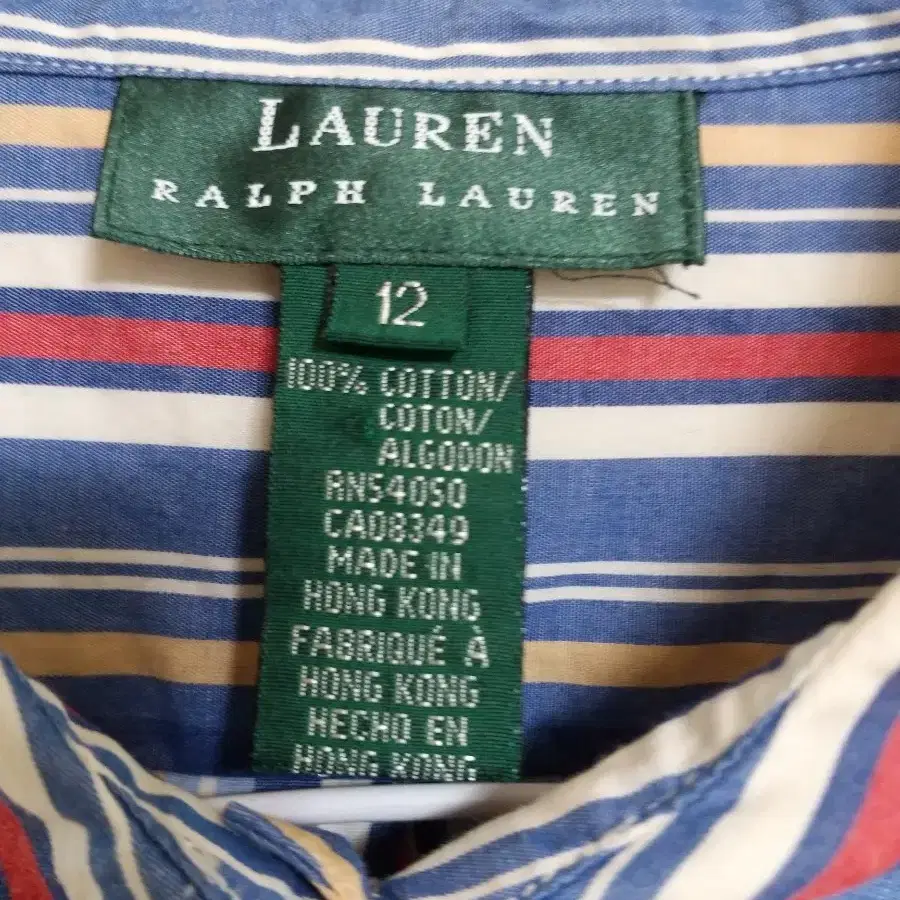 LAUREN
RALPH LAUREN
12
100% COTTON/
COTON/
ALGODON
RN54050
CA08349
MADE IN
HONG KONG
FABRIQUÉ À
HONG KONG
HECHO EN
HONG KONG